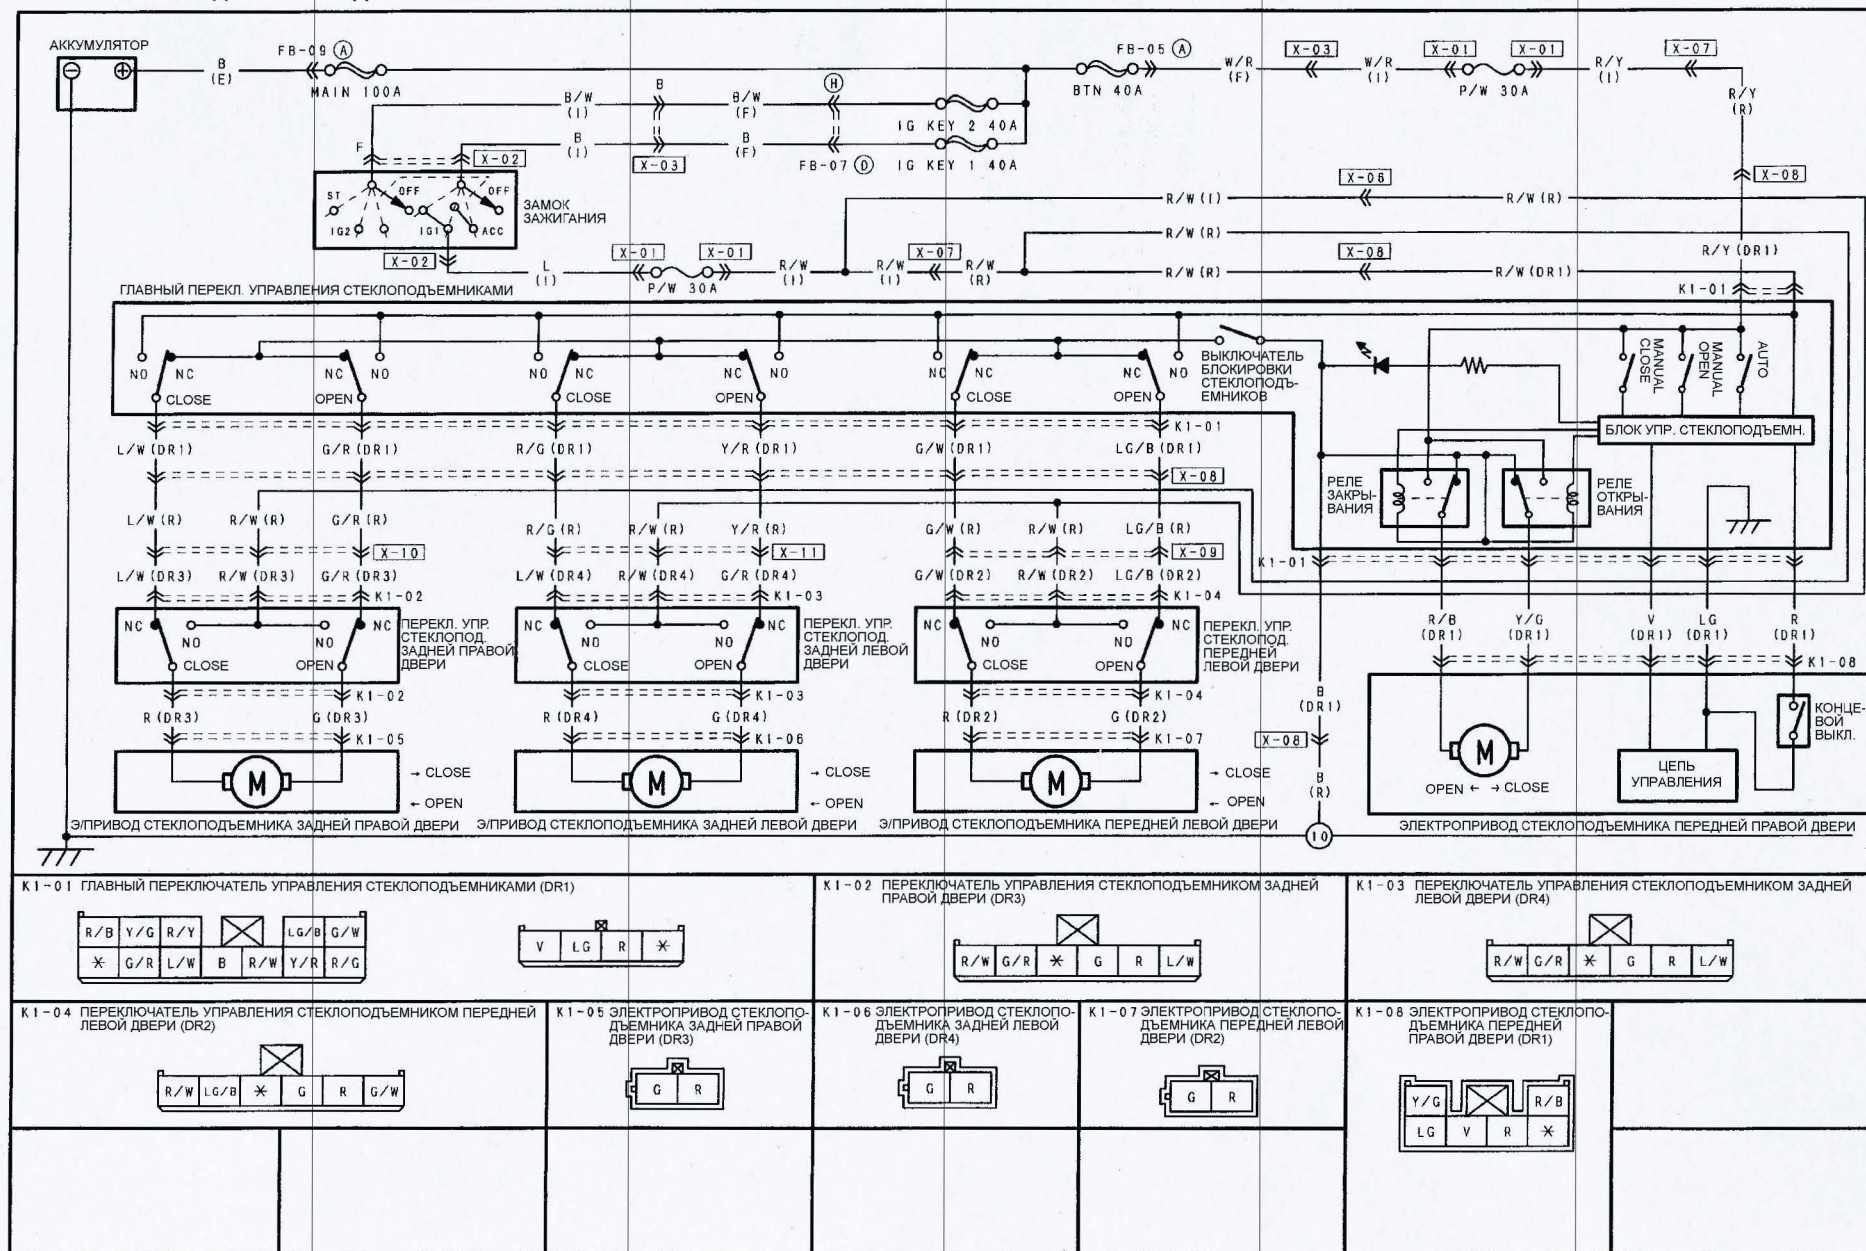 АККУМУЛЯТОР
B (E)
FB-09 (A)
MAIN 100A
FB-05 (A)
BTN 40A
W/R (F)
X-03
W/R (I)
X-01
X-01
P/W 30A
R/Y (I)
X-07
R/Y (R)
B/W (I)
B
B/W (F)
(H)
IG KEY 2 40A
F
B (I)
X-03
B (F)
FB-07 (D)
IG KEY 1 40A
X-02
X-06
X-08
ST
OFF
OFF
IG2
IG1
ACC
ЗАМОК ЗАЖИГАНИЯ
R/W (I)
R/W (R)
R/W (R)
X-02
X-01
X-01
X-07
X-08
R/Y (DR1)
L (I)
P/W 30A
R/W (I)
R/W (I)
R/W (R)
R/W (R)
R/W (DR1)
K1-01
ГЛАВНЫЙ ПЕРЕКЛ. УПРАВЛЕНИЯ СТЕКЛОПОДЪЕМНИКАМИ
NO NC NC NO
NO NC NC NO
NC NC NO
CLOSE OPEN
CLOSE OPEN
CLOSE OPEN
ВЫКЛЮЧАТЕЛЬ
БЛОКИРОВКИ
СТЕКЛОПОДЪ-
ЕМНИКОВ
MANUAL CLOSE
MANUAL OPEN
AUTO
БЛОК УПР. СТЕКЛОПОДЪЕМН.
K1-01
L/W (DR1) G/R (DR1) R/G (DR1) Y/R (DR1) G/W (DR1) LG/B (DR1)
X-08
РЕЛЕ
ЗАКРЫ-
ВАНИЯ
РЕЛЕ
ОТКРЫ-
ВАНИЯ
L/W (R) R/W (R) G/R (R)
R/G (R) R/W (R) Y/R (R)
G/W (R) R/W (R) LG/B (R)
X-10
X-11
X-09
K1-01
L/W (DR3) R/W (DR3) G/R (DR3)
L/W (DR4) R/W (DR4) G/R (DR4)
G/W (DR2) R/W (DR2) LG/B (DR2)
K1-02
K1-03
K1-04
NC NO NO NC
CLOSE OPEN
ПЕРЕКЛ. УПР.
СТЕКЛОПОД.
ЗАДНЕЙ ПРАВОЙ
ДВЕРИ
NC NO NO NC
CLOSE OPEN
ПЕРЕКЛ. УПР.
СТЕКЛОПОД.
ЗАДНЕЙ ЛЕВОЙ
ДВЕРИ
NC NO NO NC
CLOSE OPEN
ПЕРЕКЛ. УПР.
СТЕКЛОПОД.
ПЕРЕДНЕЙ
ЛЕВОЙ ДВЕРИ
R/B (DR1)
Y/G (DR1)
V (DR1)
LG (DR1)
R (DR1)
K1-08
K1-02
K1-03
K1-04
R (DR3) G (DR3)
R (DR4) G (DR4)
R (DR2) G (DR2)
B (DR1)
K1-05
K1-06
K1-07
X-08
B (R)
M
→ CLOSE
← OPEN
M
→ CLOSE
← OPEN
M
→ CLOSE
← OPEN
M
OPEN ← → CLOSE
ЦЕПЬ
УПРАВЛЕНИЯ
КОНЦЕ-
ВОЙ
ВЫКЛ.
Э/ПРИВОД СТЕКЛОПОДЪЕМНИКА ЗАДНЕЙ ПРАВОЙ ДВЕРИ
Э/ПРИВОД СТЕКЛОПОДЪЕМНИКА ЗАДНЕЙ ЛЕВОЙ ДВЕРИ
Э/ПРИВОД СТЕКЛОПОДЪЕМНИКА ПЕРЕДНЕЙ ЛЕВОЙ ДВЕРИ
10
ЭЛЕКТРОПРИВОД СТЕКЛОПОДЪЕМНИКА ПЕРЕДНЕЙ ПРАВОЙ ДВЕРИ
K1-01 ГЛАВНЫЙ ПЕРЕКЛЮЧАТЕЛЬ УПРАВЛЕНИЯ СТЕКЛОПОДЪЕМНИКАМИ (DR1)
R/B Y/G R/Y LG/B G/W
* G/R L/W B R/W Y/R R/G
V LG R *
K1-02 ПЕРЕКЛЮЧАТЕЛЬ УПРАВЛЕНИЯ СТЕКЛОПОДЪЕМНИКОМ ЗАДНЕЙ
ПРАВОЙ ДВЕРИ (DR3)
R/W G/R * G R L/W
K1-03 ПЕРЕКЛЮЧАТЕЛЬ УПРАВЛЕНИЯ СТЕКЛОПОДЪЕМНИКОМ ЗАДНЕЙ
ЛЕВОЙ ДВЕРИ (DR4)
R/W G/R * G R L/W
K1-04 ПЕРЕКЛЮЧАТЕЛЬ УПРАВЛЕНИЯ СТЕКЛОПОДЪЕМНИКОМ ПЕРЕДНЕЙ
ЛЕВОЙ ДВЕРИ (DR2)
R/W LG/B * G R G/W
K1-05 ЭЛЕКТРОПРИВОД СТЕКЛОПО-
ДЪЕМНИКА ЗАДНЕЙ ПРАВОЙ
ДВЕРИ (DR3)
G R
K1-06 ЭЛЕКТРОПРИВОД СТЕКЛОПО-
ДЪЕМНИКА ЗАДНЕЙ ЛЕВОЙ
ДВЕРИ (DR4)
G R
K1-07 ЭЛЕКТРОПРИВОД СТЕКЛОПО-
ДЪЕМНИКА ПЕРЕДНЕЙ ЛЕВОЙ
ДВЕРИ (DR2)
G R
K1-08 ЭЛЕКТРОПРИВОД СТЕКЛОПО-
ДЪЕМНИКА ПЕРЕДНЕЙ
ПРАВОЙ ДВЕРИ (DR1)
Y/G R/B
LG V R *